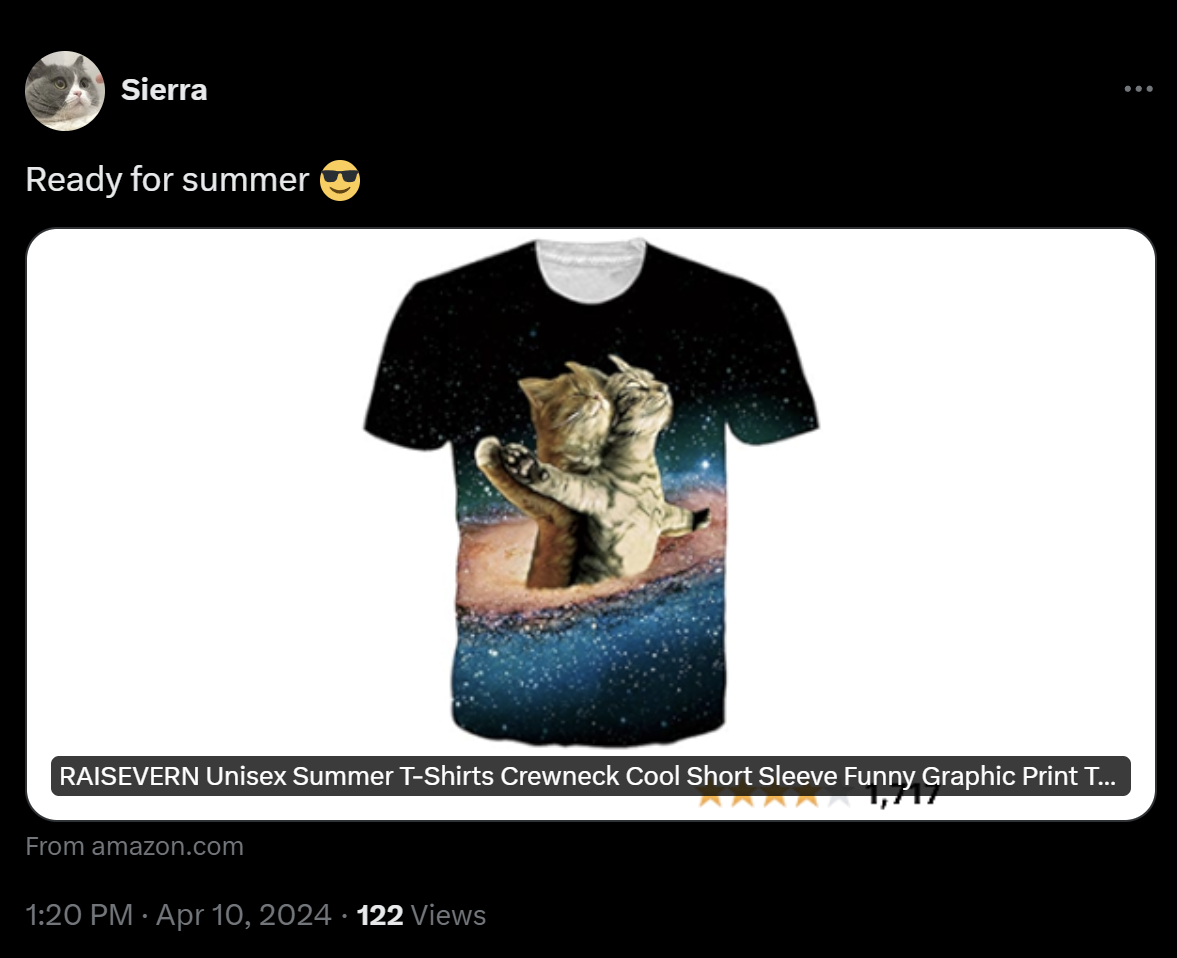 Sierra
Ready for summer 😎
RAISEVERN Unisex Summer T-Shirts Crewneck Cool Short Sleeve Funny Graphic Print T...
1,717
From amazon.com
1:20 PM · Apr 10, 2024 · 122 Views